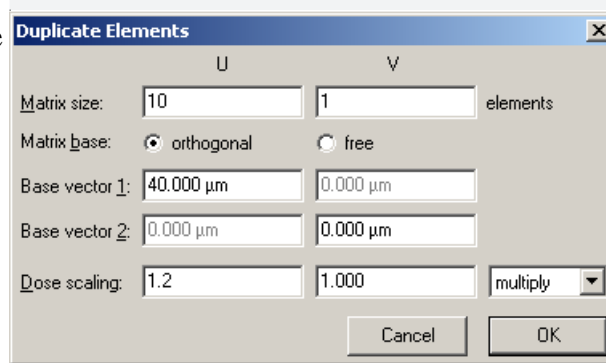 e
Duplicate Elements
U V
Matrix size: 10 1 elements
Matrix base: orthogonal free
Base vector 1: 40.000 µm 0.000 µm
Base vector 2: 0.000 µm 0.000 µm
Dose scaling: 1.2 1.000 multiply
Cancel OK